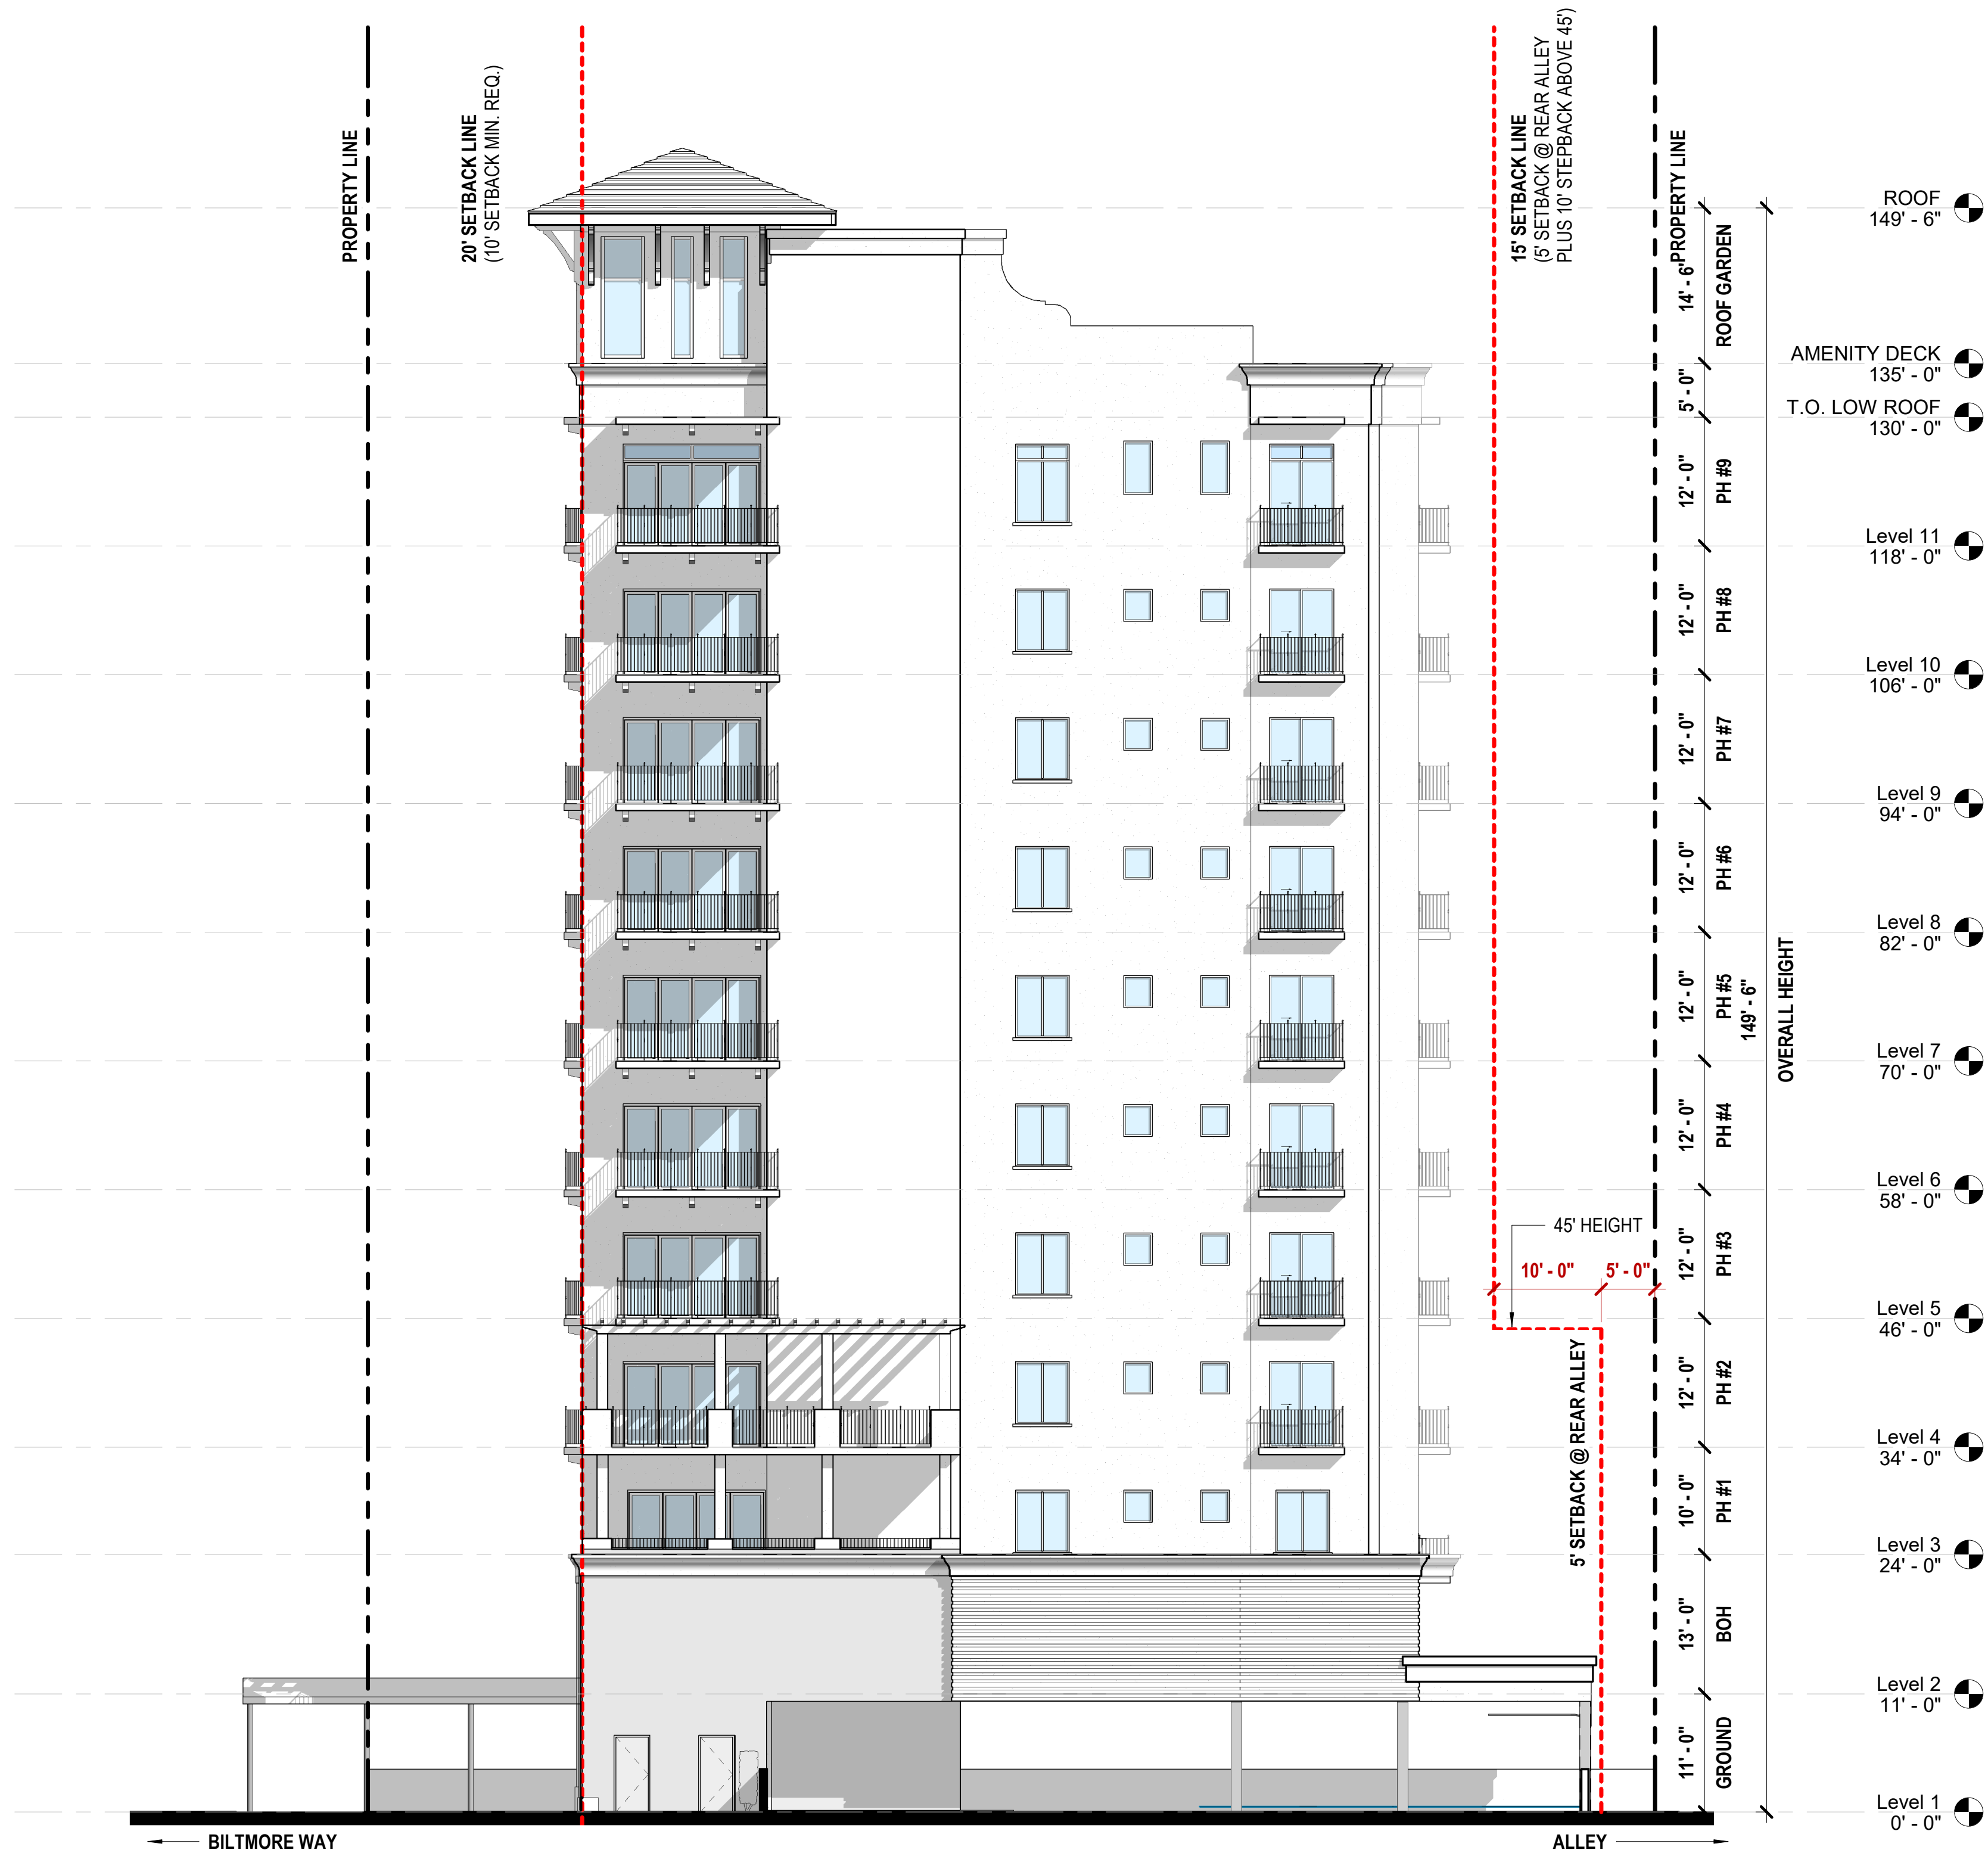 PROPERTY LINE
20' SETBACK LINE
(10' SETBACK MIN. REQ.)
15' SETBACK LINE
(5' SETBACK @ REAR ALLEY
PLUS 10' STEPBACK ABOVE 45')
PROPERTY LINE
ROOF
149' - 6"
14' - 6"
ROOF GARDEN
AMENITY DECK
135' - 0"
5' - 0"
T.O. LOW ROOF
130' - 0"
12' - 0"
PH #9
Level 11
118' - 0"
12' - 0"
PH #8
Level 10
106' - 0"
12' - 0"
PH #7
Level 9
94' - 0"
12' - 0"
PH #6
Level 8
82' - 0"
12' - 0"
PH #5
149' - 6"
OVERALL HEIGHT
Level 7
70' - 0"
12' - 0"
PH #4
Level 6
58' - 0"
45' HEIGHT
10' - 0"
5' - 0"
12' - 0"
PH #3
Level 5
46' - 0"
5' SETBACK @ REAR ALLEY
12' - 0"
PH #2
Level 4
34' - 0"
10' - 0"
PH #1
Level 3
24' - 0"
13' - 0"
BOH
Level 2
11' - 0"
11' - 0"
GROUND
Level 1
0' - 0"
BILTMORE WAY
ALLEY